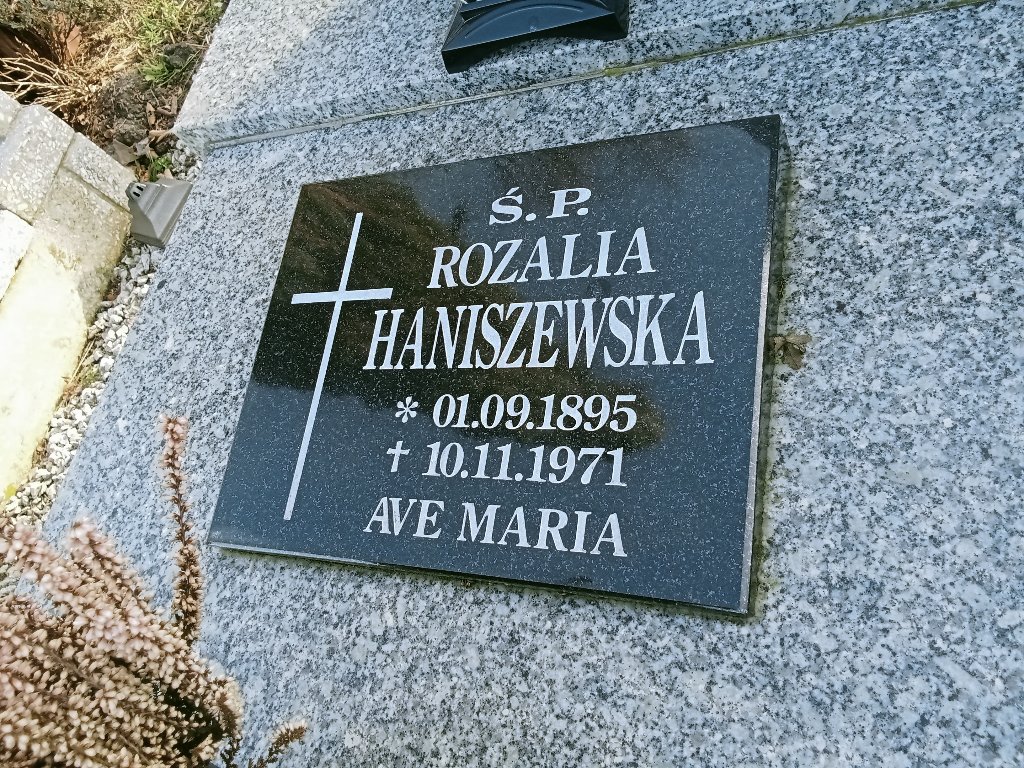 Ś. P.
ROZALIA
HANISZEWSKA
* 01.09.1895
† 10.11.1971
AVE MARIA